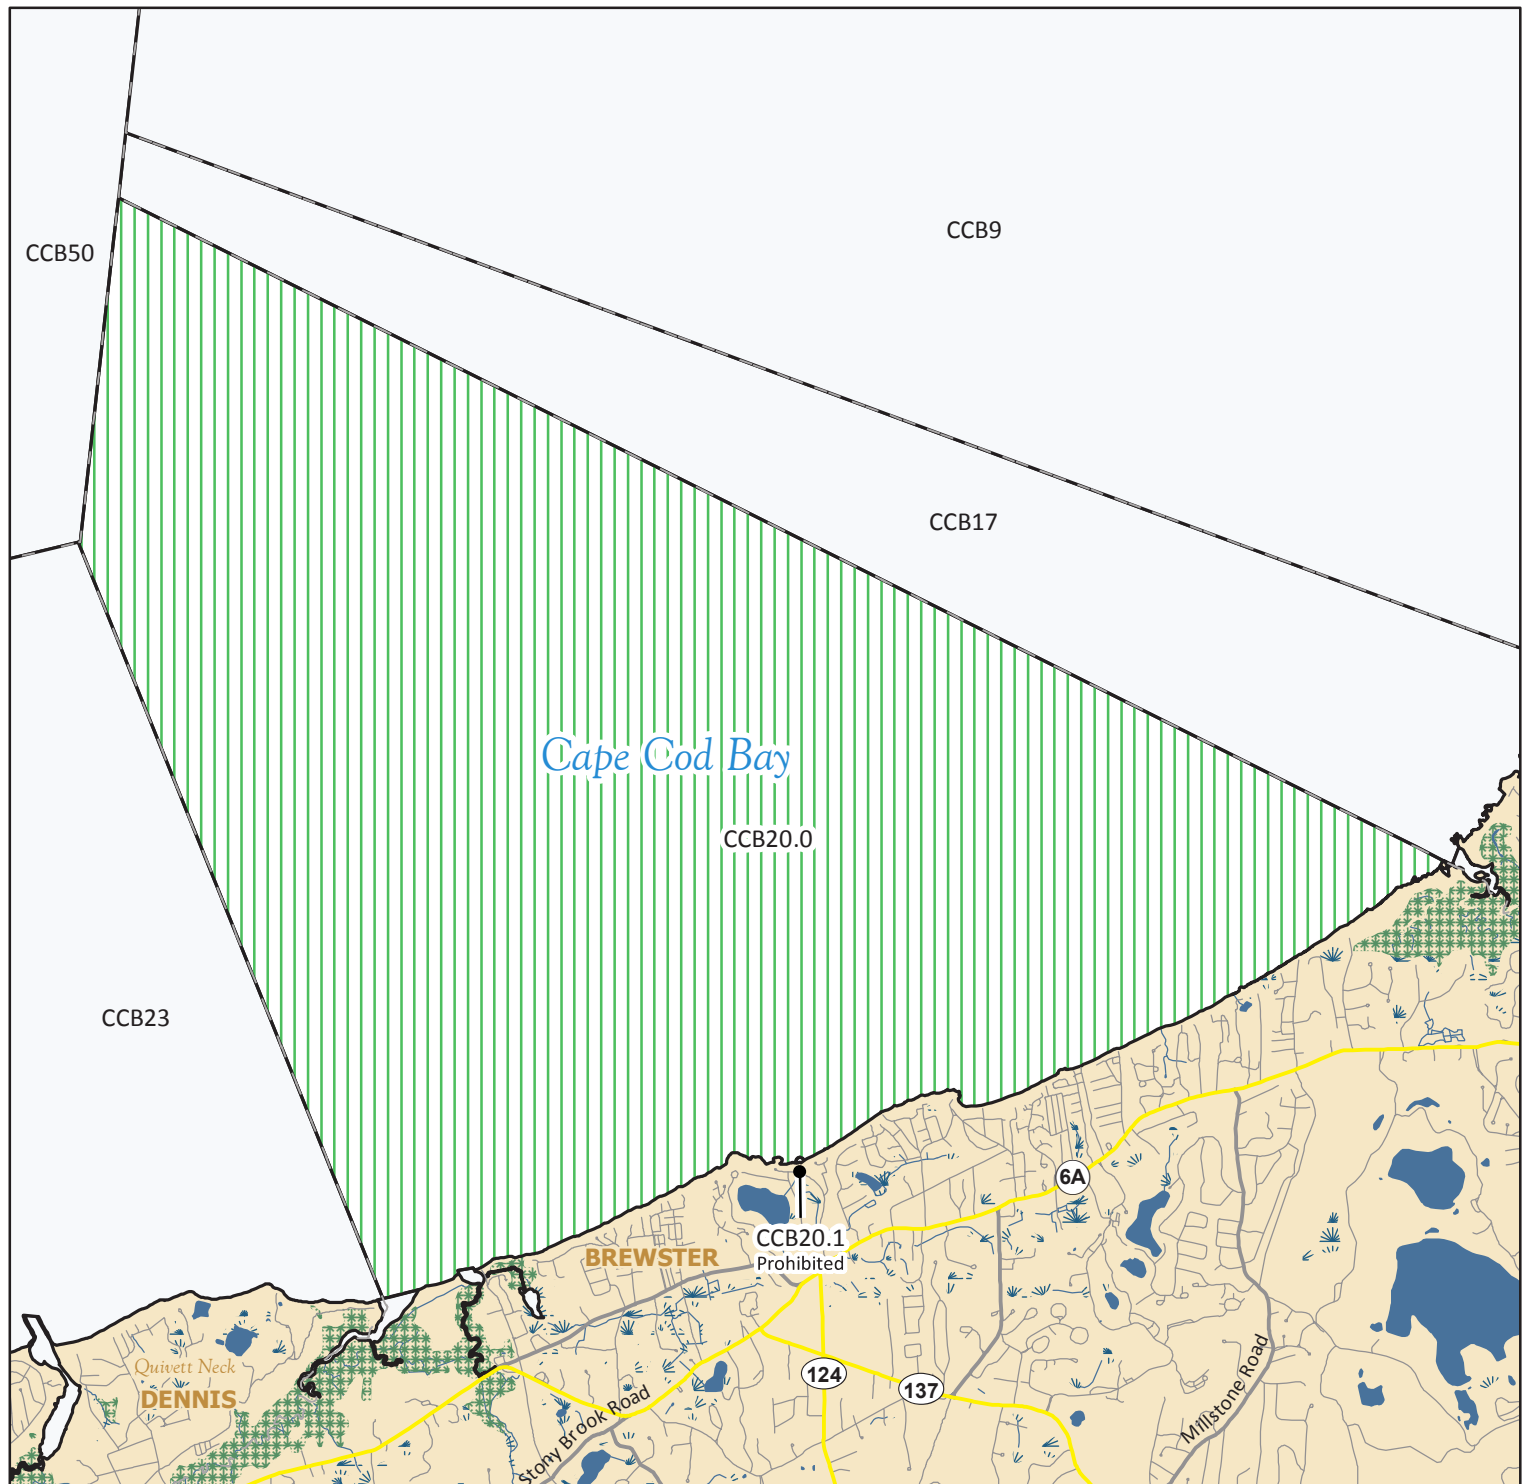 CCB9
CCB50
CCB17
Cape Cod Bay
CCB20.0
CCB23
6A
CCB20.1
Prohibited
BREWSTER
Quivett Neck
DENNIS
124
137
Stony Brook Road
Millstone Road